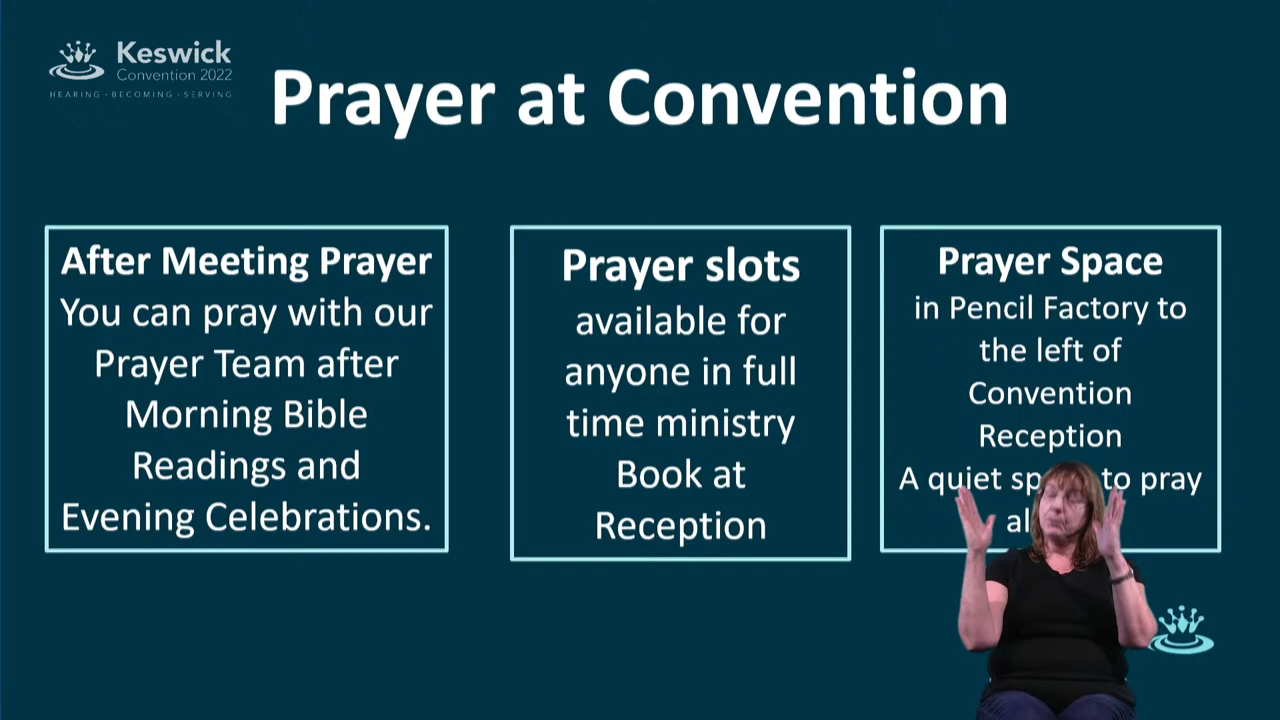 Keswick
Convention 2022
HEARING · BECOMING · SERVING
Prayer at Convention
After Meeting Prayer
You can pray with our
Prayer Team after
Morning Bible
Readings and
Evening Celebrations.
Prayer slots
available for
anyone in full
time ministry
Book at
Reception
Prayer Space
in Pencil Factory to
the left of
Convention
Reception
A quiet to pray